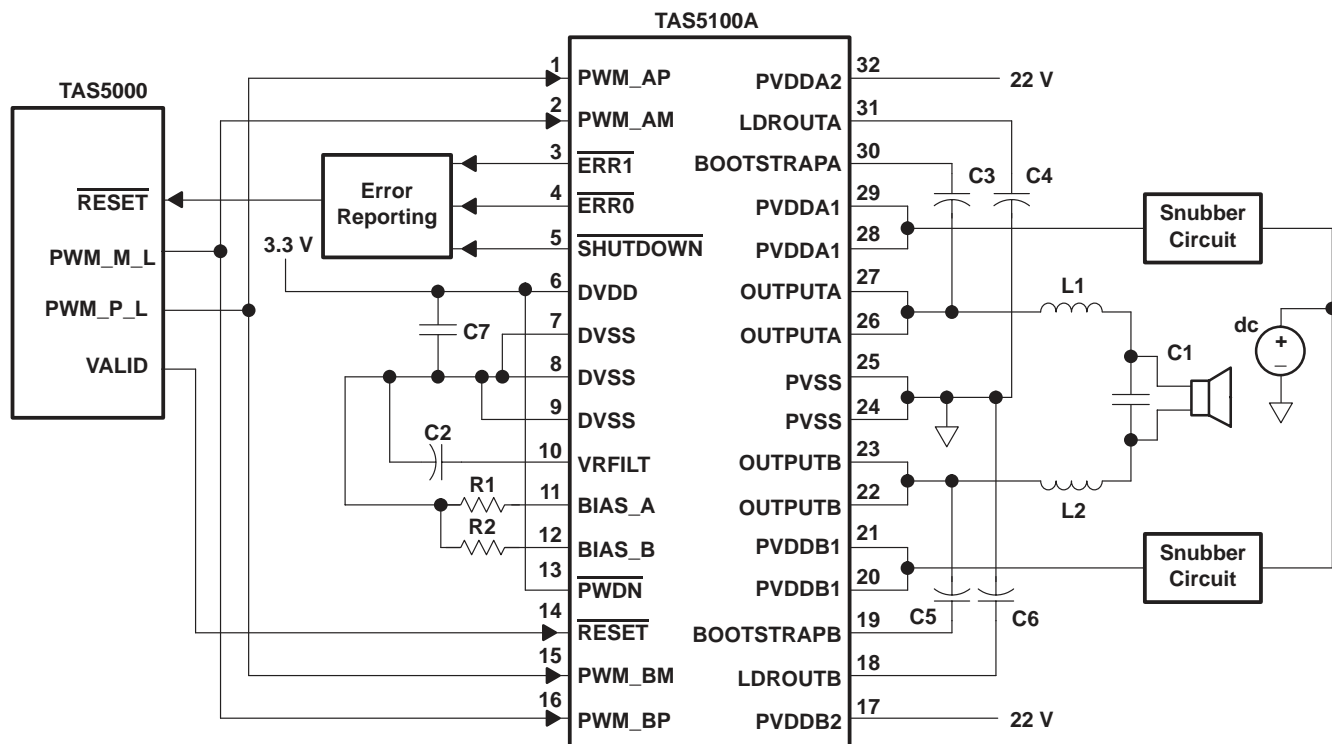 TAS5100A
TAS5000
RESET
PWM_M_L
PWM_P_L
VALID
Error
Reporting
3.3 V
C7
C2
R1
R2
1
PWM_AP
2
PWM_AM
3
ERR1
4
ERR0
5
SHUTDOWN
6
DVDD
7
DVSS
8
DVSS
9
DVSS
10
VRFILT
11
BIAS_A
12
BIAS_B
13
PWDN
14
RESET
15
PWM_BM
16
PWM_BP
PVDDA2
32
22 V
LDROUTA
31
BOOTSTRAPA
30
C3
C4
PVDDA1
29
PVDDA1
28
OUTPUTA
27
OUTPUTA
26
PVSS
25
PVSS
24
OUTPUTB
23
OUTPUTB
22
PVDDB1
21
PVDDB1
20
BOOTSTRAPB
19
LDROUTB
18
PVDDB2
17
22 V
C5
C6
Snubber
Circuit
L1
dc
+
–
C1
L2
Snubber
Circuit